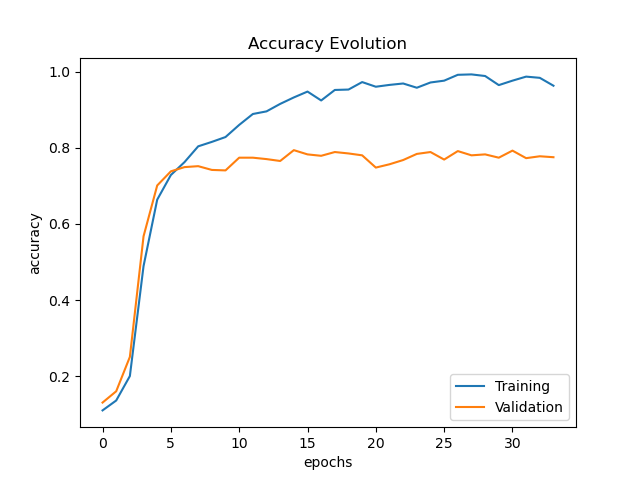 Accuracy Evolution
1.0
0.8
0.6
0.4
0.2
accuracy
0 5 10 15 20 25 30
epochs
Training
Validation